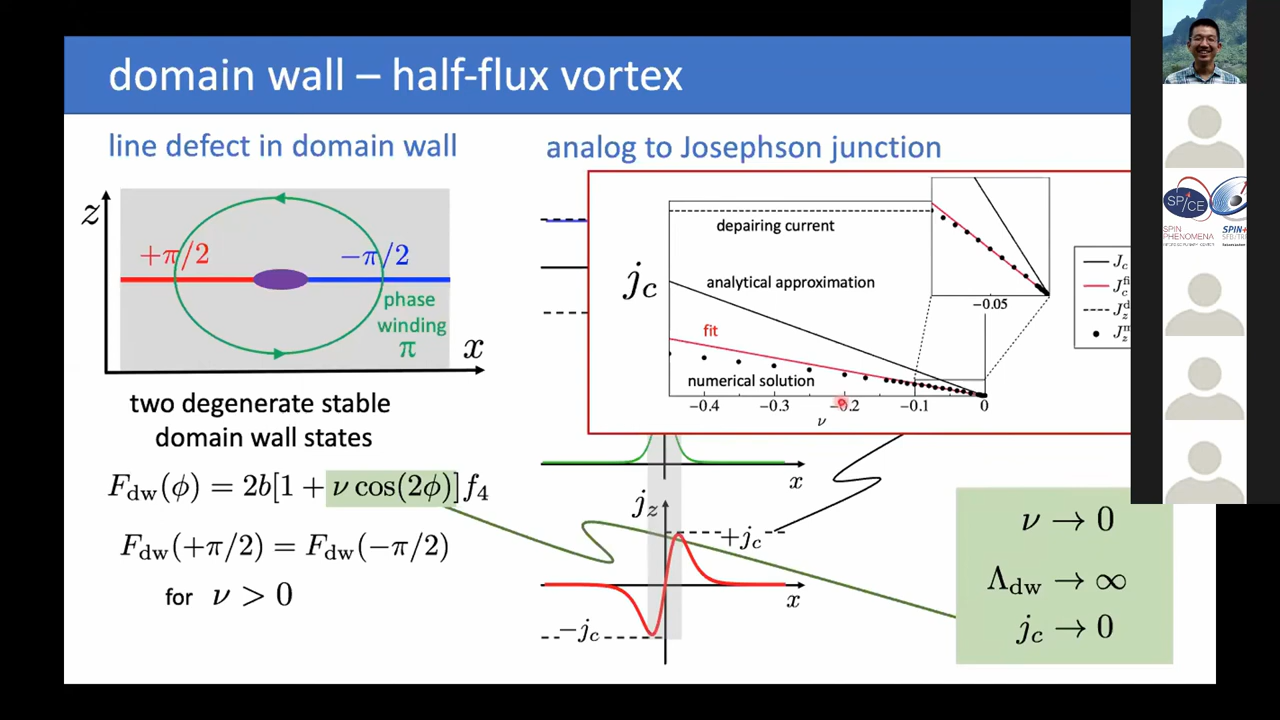 domain wall – half-flux vortex
line defect in domain wall
z
+π/2
−π/2
phase
winding
π
x
two degenerate stable
domain wall states
F_dw(ϕ) = 2b[1 + ν cos(2ϕ)]f_4
F_dw(+π/2) = F_dw(−π/2)
for ν > 0
analog to Josephson junction
depairing current
analytical approximation
j_c
fit
numerical solution
−0.4 −0.3 −0.2 −0.1 0
ν
−0.05
J_c
x
j_z
+j_c
x
−j_c
ν → 0
Λ_dw → ∞
j_c → 0
SPICE
SPIN
PHENOMENA
SPIN+